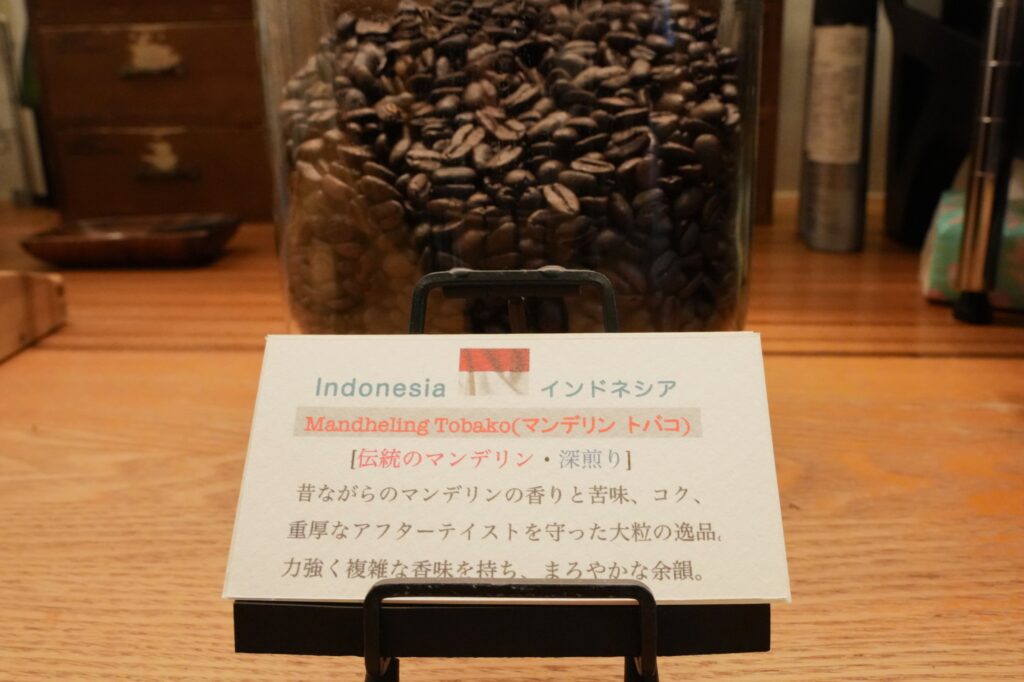 Indonesia インドネシア
Mandheling Tobako(マンデリン トバコ)
[伝統のマンデリン・深煎り]
昔ながらのマンデリンの香りと苦味、コク、
重厚なアフターテイストを守った大粒の逸品。
力強く複雑な香味を持ち、まろやかな余韻。